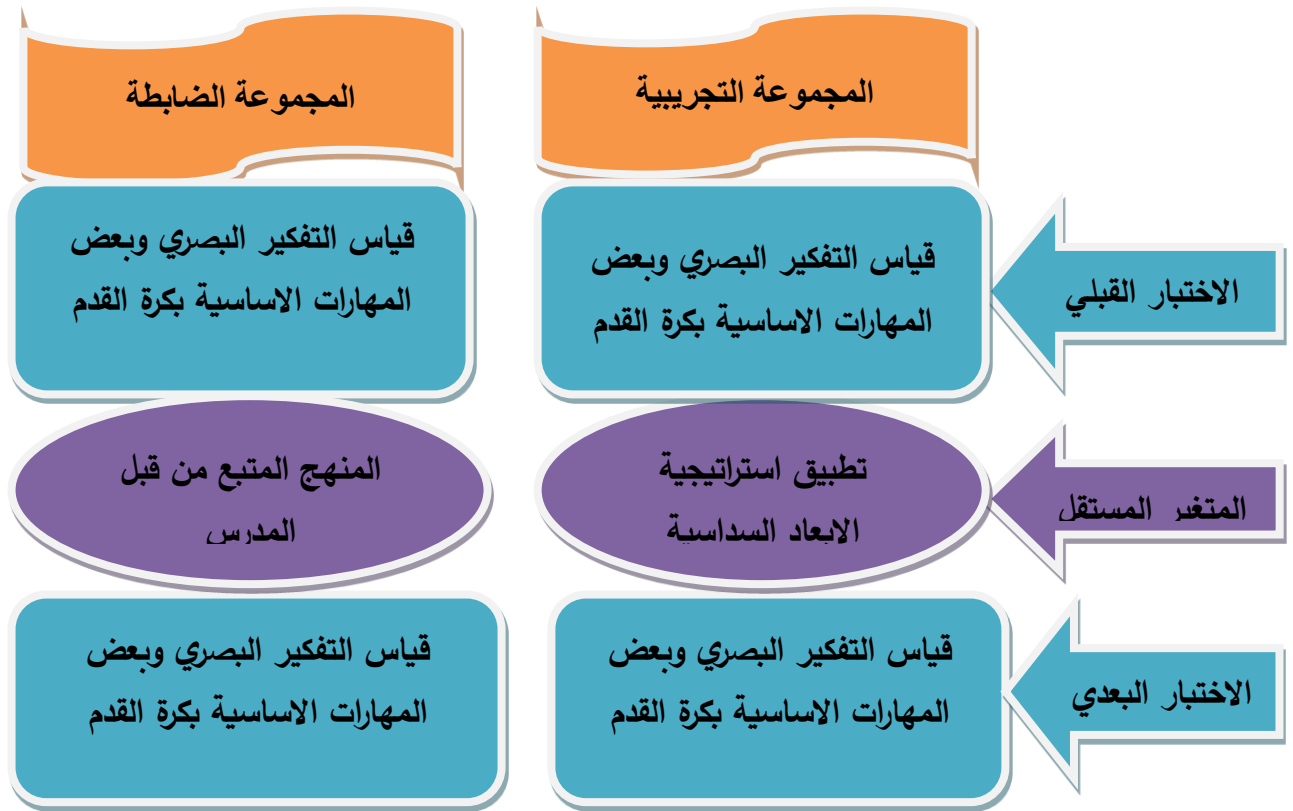 المجموعة التجريبية
المجموعة الضابطة
الاختبار القبلي
قياس التفكير البصري وبعض
المهارات الاساسية بكرة القدم
قياس التفكير البصري وبعض
المهارات الاساسية بكرة القدم
المتغير المستقل
تطبيق استراتيجية
الابعاد السداسية
المنهج المتبع من قبل
المدرس
الاختبار البعدي
قياس التفكير البصري وبعض
المهارات الاساسية بكرة القدم
قياس التفكير البصري وبعض
المهارات الاساسية بكرة القدم